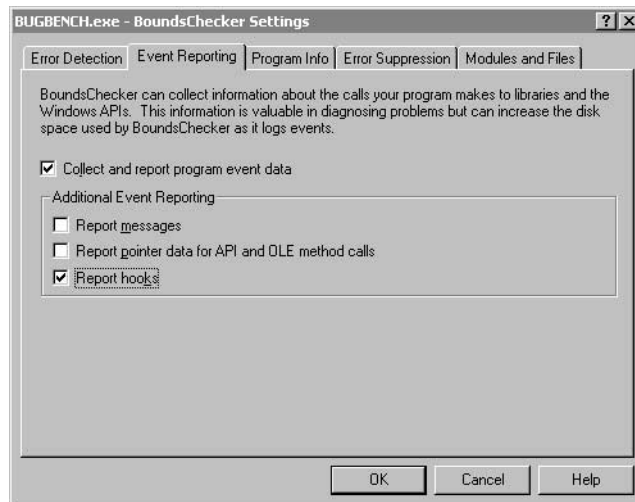 BUGBENCH.exe - BoundsChecker Settings
Error Detection
Event Reporting
Program Info
Error Suppression
Modules and Files
BoundsChecker can collect information about the calls your program makes to libraries and the
Windows APIs. This information is valuable in diagnosing problems but can increase the disk
space used by BoundsChecker as it logs events.
Collect and report program event data
Additional Event Reporting
Report messages
Report pointer data for API and OLE method calls
Report hooks
OK
Cancel
Help